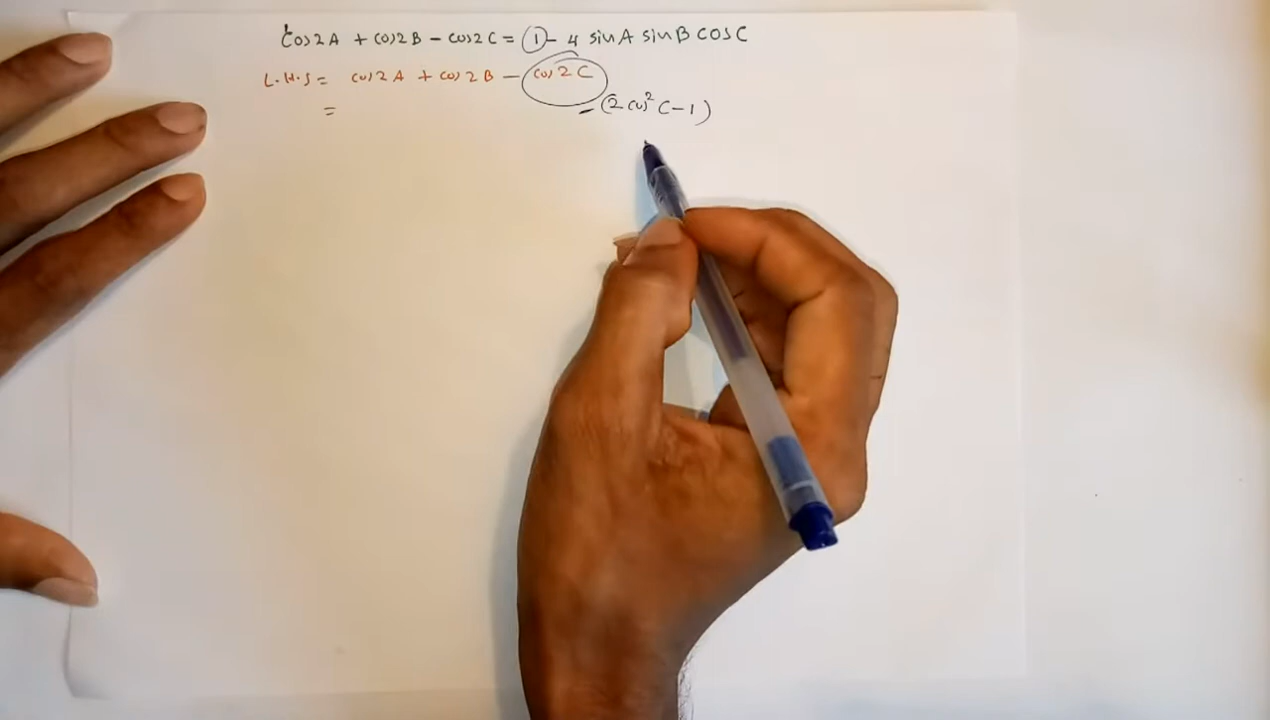 Cos2A + cos2B - cos2C = 1 - 4 sinA sinB cosC
L.H.S = cos2A + cos2B - cos2C
= - (2cos²C-1)